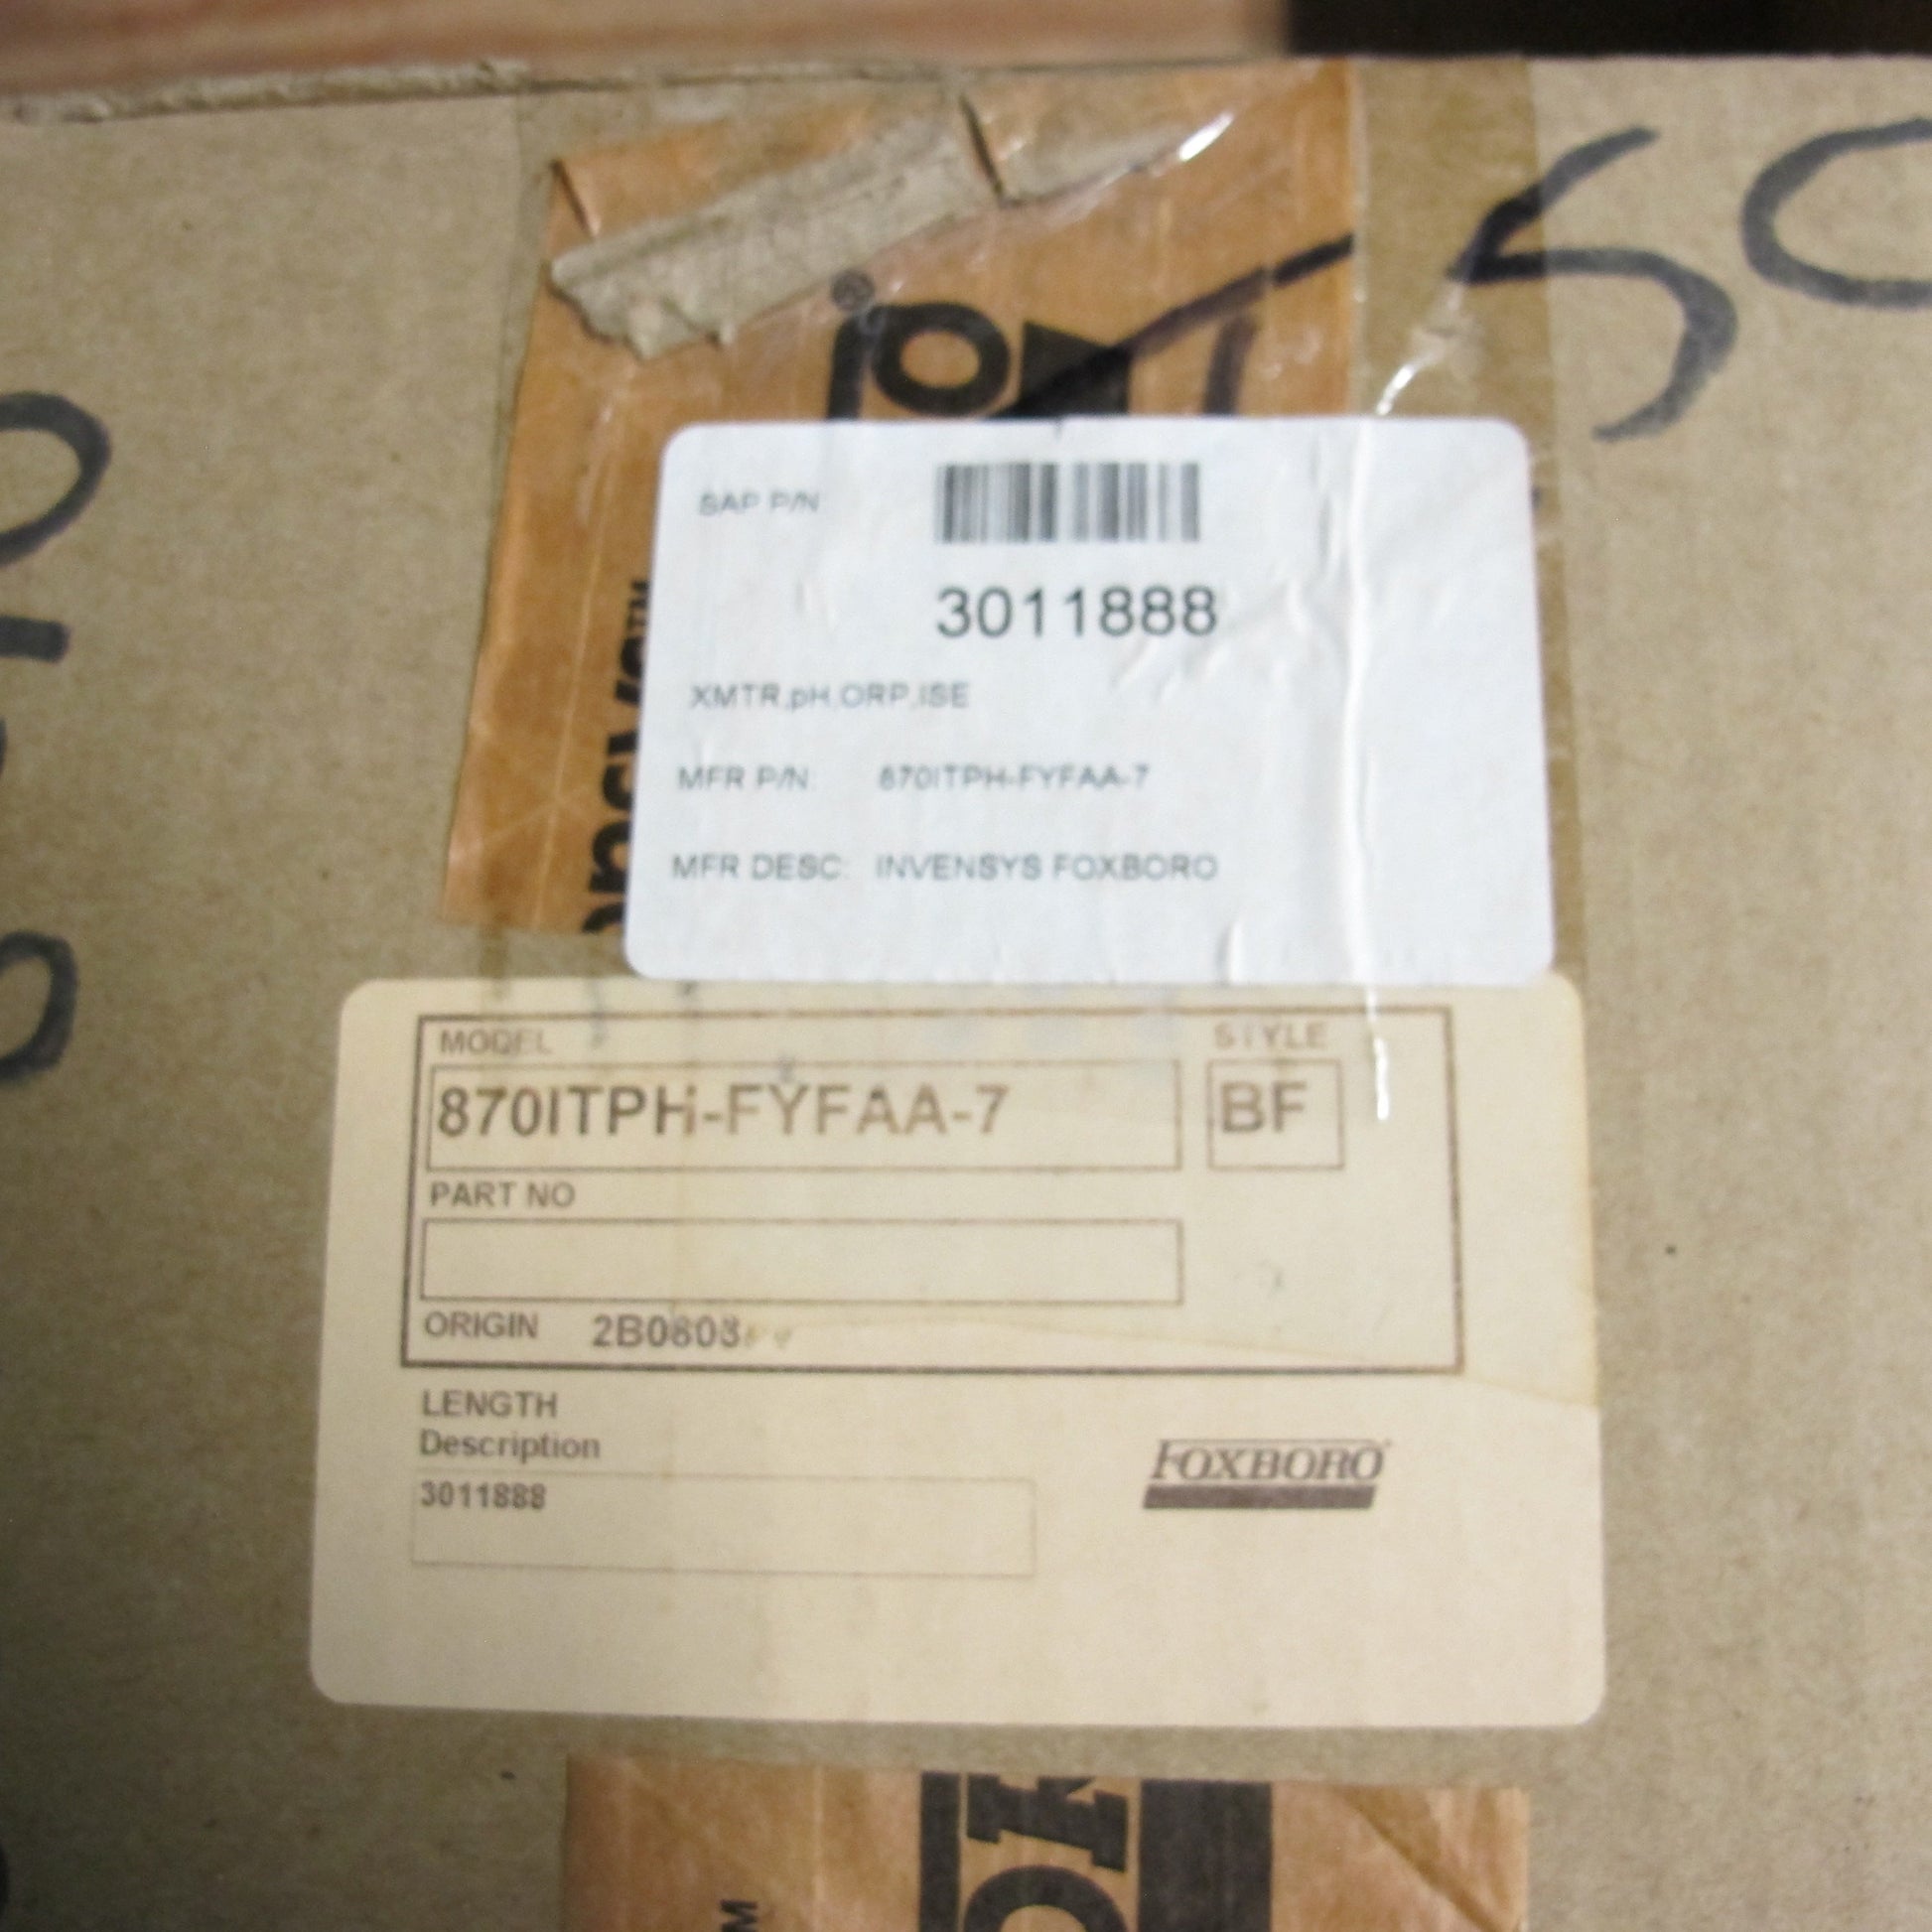 50
SAP P/N
3011888
XMTR,pH,ORP,ISE
MFR P/N: 870ITPH-FYFAA-7
MFR DESC: INVENSYS FOXBORO
MODEL STYLE
870ITPH-FYFAA-7 BF
PART NO
ORIGIN 2B0803
LENGTH
Description
3011888
FOXBORO